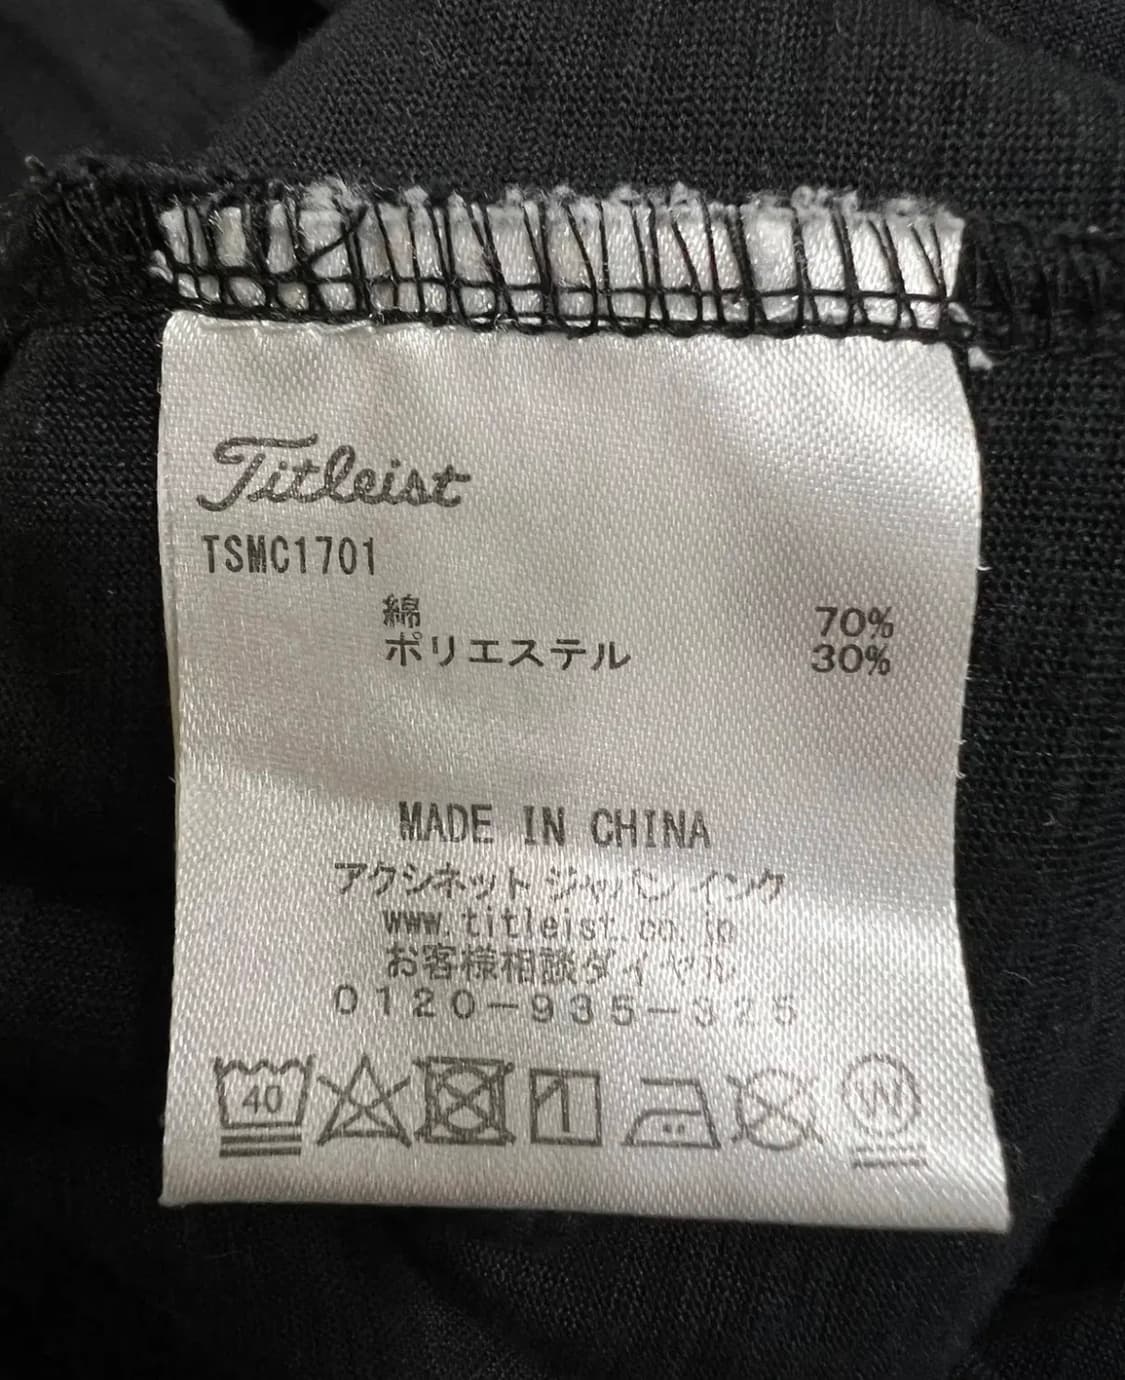 Titleist
TSMC1701
綿 70%
ポリエステル 30%
MADE IN CHINA
アクシネット ジャパン インク
www.titleist.co.jp
お客様相談ダイヤル
0120-935-325
40
W